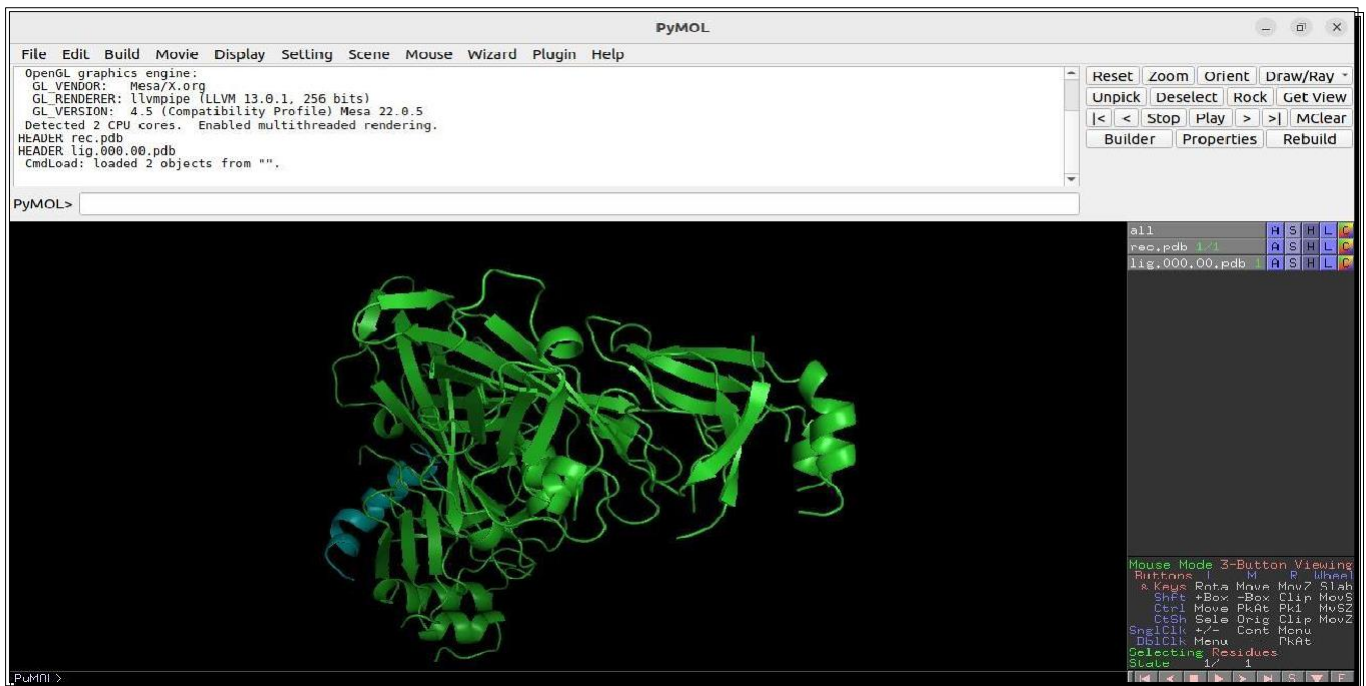 PyMOL
File Edit Build Movie Display Setting Scene Mouse Wizard Plugin Help
OpenGL graphics engine:
GL_VENDOR: Mesa/X.org
GL_RENDERER: llvmpipe (LLVM 13.0.1, 256 bits)
GL_VERSION: 4.5 (Compatibility Profile) Mesa 22.0.5
Detected 2 CPU cores. Enabled multithreaded rendering.
HEADER rec.pdb
HEADER lig.000.00.pdb
CmdLoad: loaded 2 objects from "".
Reset Zoom Orient Draw/Ray
Unpick Deselect Rock Get View
|< < Stop Play > >| MClear
Builder Properties Rebuild
PyMOL>
all A S H L C
rec.pdb 1/1 A S H L C
lig.000.00.pdb 1 A S H L C
Mouse Mode 3-Button Viewing
Buttons L M R Wheel
& Keys Rota Move MovZ Slab
Shft +Box -Box Clip MovS
Ctrl Move PkAt Pk1 MvSZ
CtSh Sele Orig Clip MovZ
SnglClk +/- Cent Menu
DblClk Menu PkAt
Selecting Residues
State 1/ 1
S F
PyMOL>